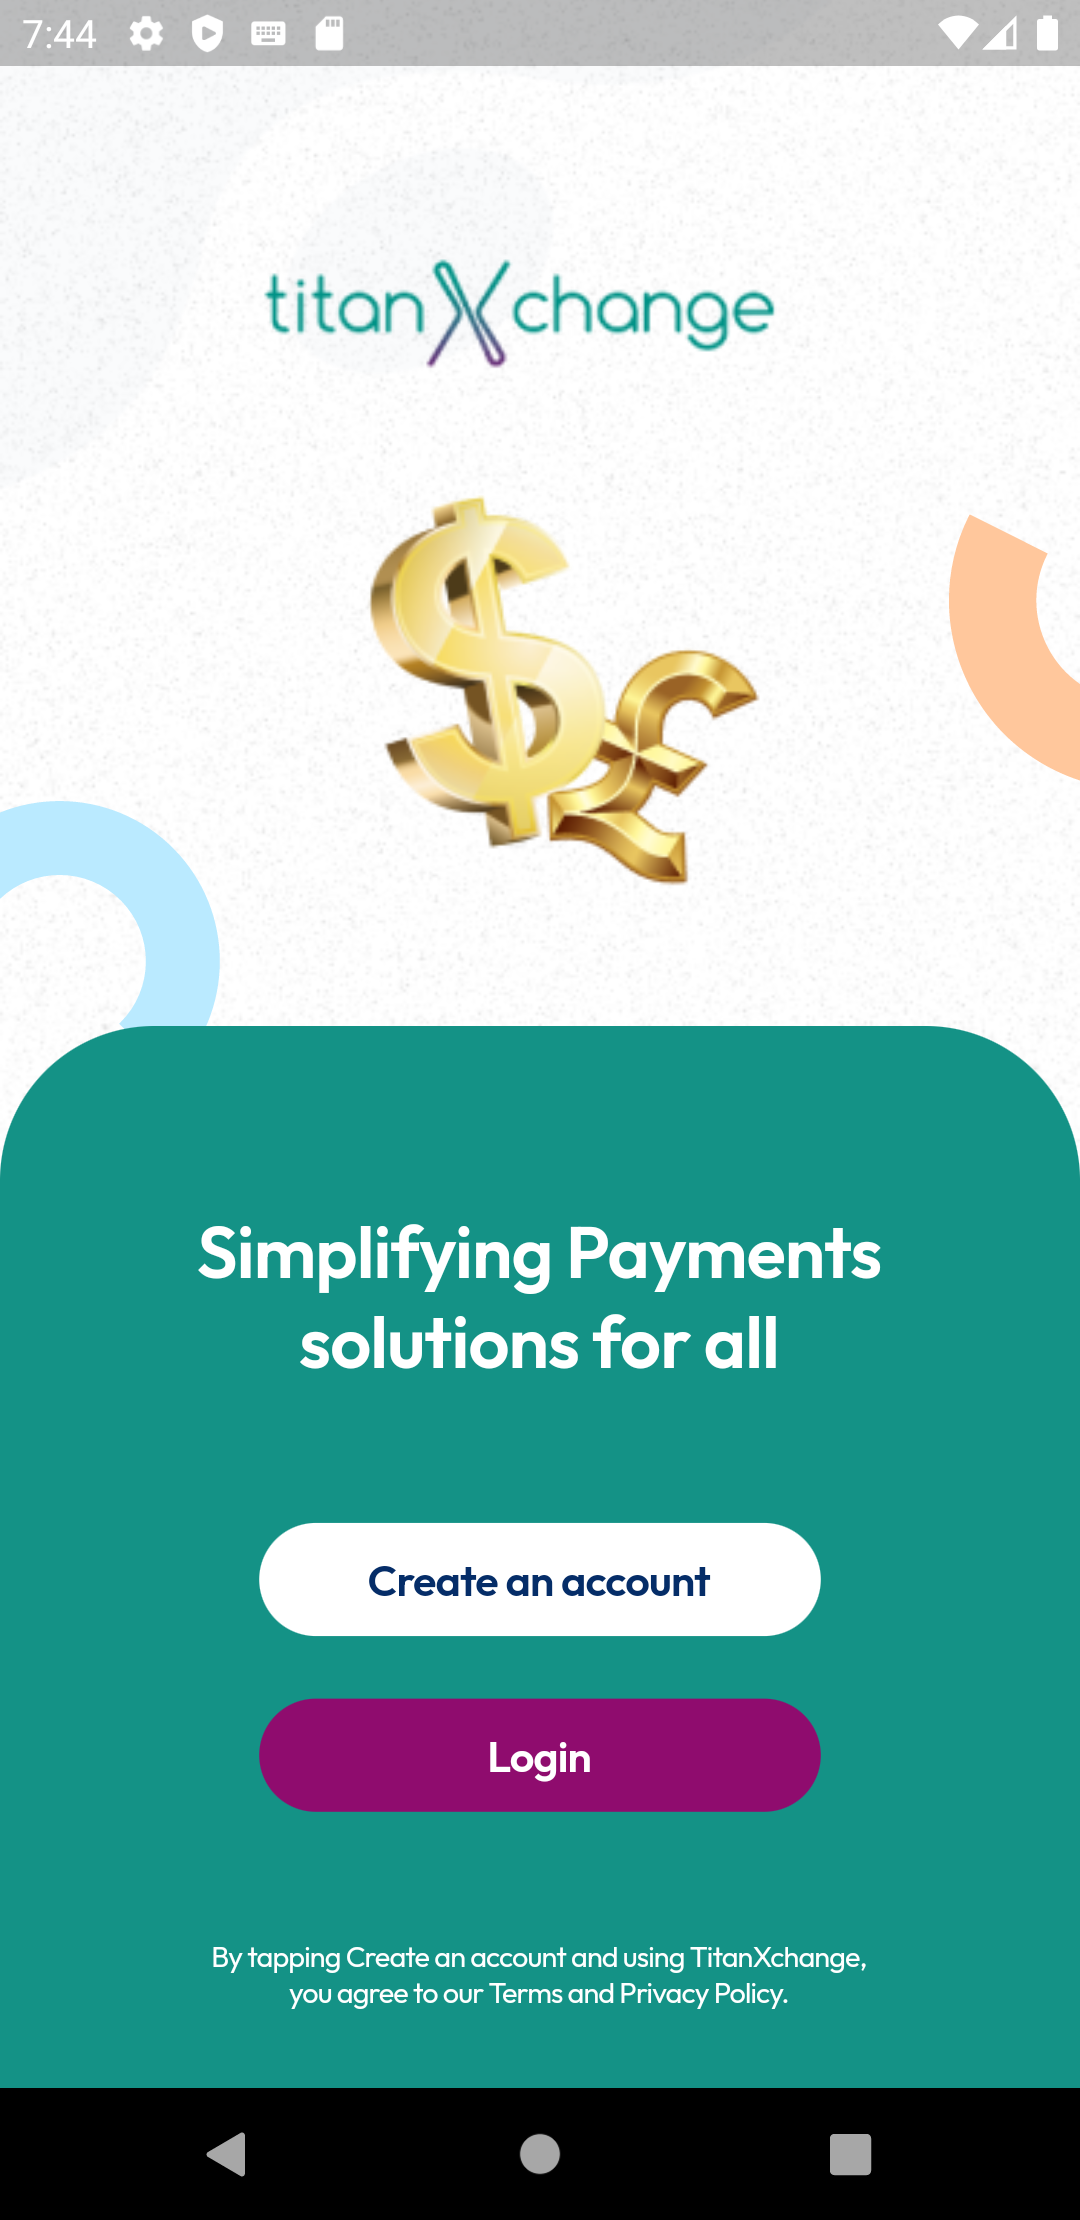 7:44
titanXchange
Simplifying Payments
solutions for all
Create an account
Login
By tapping Create an account and using TitanXchange,
you agree to our Terms and Privacy Policy.